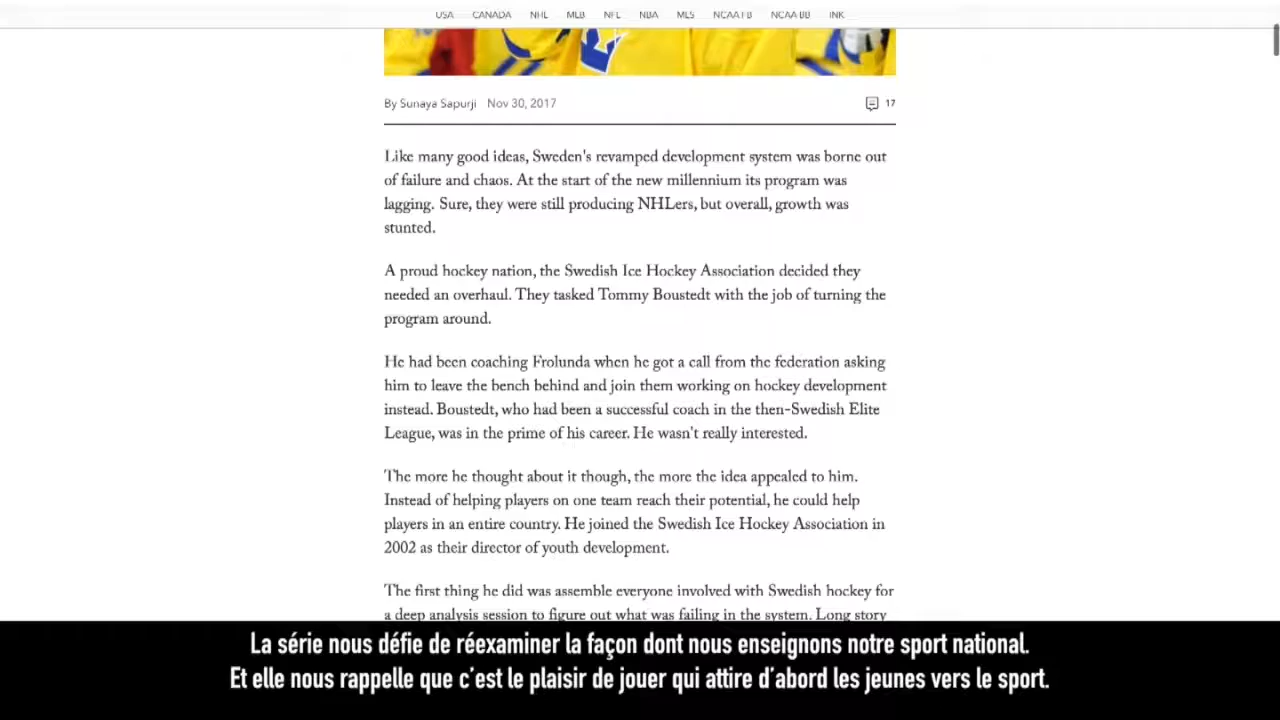 USA CANADA NHL MLB NFL NBA MLS NCAA FB NCAA BB INK
By Sunaya Sapurji Nov 30, 2017 17
Like many good ideas, Sweden's revamped development system was borne out
of failure and chaos. At the start of the new millennium its program was
lagging. Sure, they were still producing NHLers, but overall, growth was
stunted.
A proud hockey nation, the Swedish Ice Hockey Association decided they
needed an overhaul. They tasked Tommy Boustedt with the job of turning the
program around.
He had been coaching Frolunda when he got a call from the federation asking
him to leave the bench behind and join them working on hockey development
instead. Boustedt, who had been a successful coach in the then-Swedish Elite
League, was in the prime of his career. He wasn't really interested.
The more he thought about it though, the more the idea appealed to him.
Instead of helping players on one team reach their potential, he could help
players in an entire country. He joined the Swedish Ice Hockey Association in
2002 as their director of youth development.
The first thing he did was assemble everyone involved with Swedish hockey for
a deep analysis session to figure out what was failing in the system. Long story
La série nous défie de réexaminer la façon dont nous enseignons notre sport national.
Et elle nous rappelle que c'est le plaisir de jouer qui attire d'abord les jeunes vers le sport.